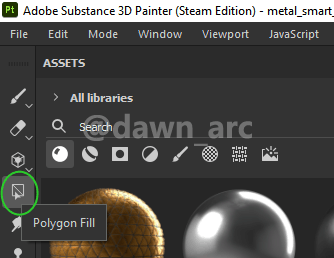 Pt Adobe Substance 3D Painter (Steam Edition) - metal_smart_
File Edit Mode Window Viewport JavaScript
ASSETS
All libraries
Search
@dawn_arc
Polygon Fill